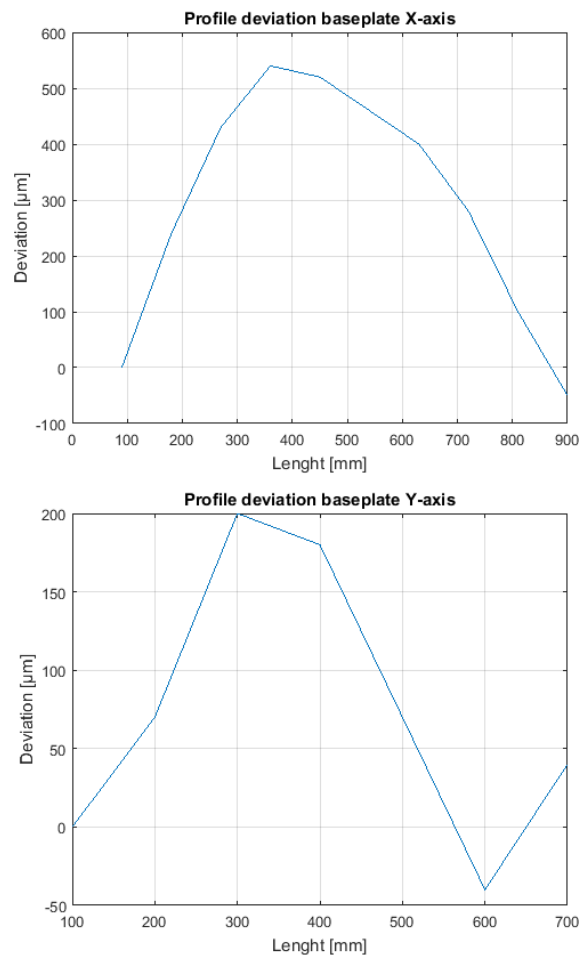 Profile deviation baseplate X-axis
600
500
400
300
200
100
0
-100
Deviation [µm]
0 100 200 300 400 500 600 700 800 900
Lenght [mm]
Profile deviation baseplate Y-axis
200
150
100
50
0
-50
Deviation [µm]
100 200 300 400 500 600 700
Lenght [mm]